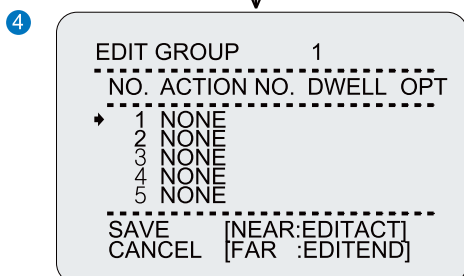 4
EDIT GROUP 1
NO. ACTION NO. DWELL OPT
1 NONE
2 NONE
3 NONE
4 NONE
5 NONE
SAVE [NEAR:EDITACT]
CANCEL [FAR :EDITEND]